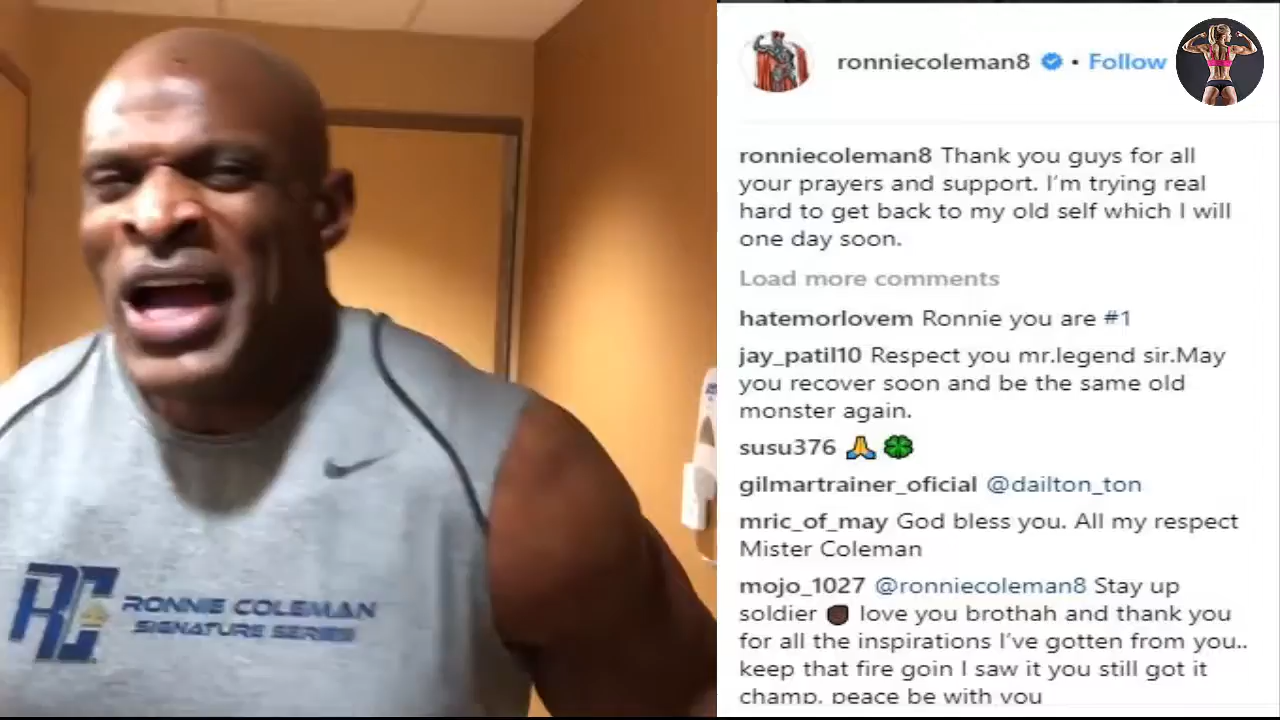 ronniecoleman8 • Follow
ronniecoleman8 Thank you guys for all
your prayers and support. I'm trying real
hard to get back to my old self which I will
one day soon.
Load more comments
hatemorlovem Ronnie you are #1
jay_patil10 Respect you mr.legend sir.May
you recover soon and be the same old
monster again.
susu376 🙏 🍀
gilmartrainer_oficial @dailton_ton
mric_of_may God bless you. All my respect
Mister Coleman
mojo_1027 @ronniecoleman8 Stay up
soldier love you brothah and thank you
for all the inspirations I've gotten from you..
keep that fire goin I saw it you still got it
champ. peace be with you
RC RONNIE COLEMAN
SIGNATURE SERIES